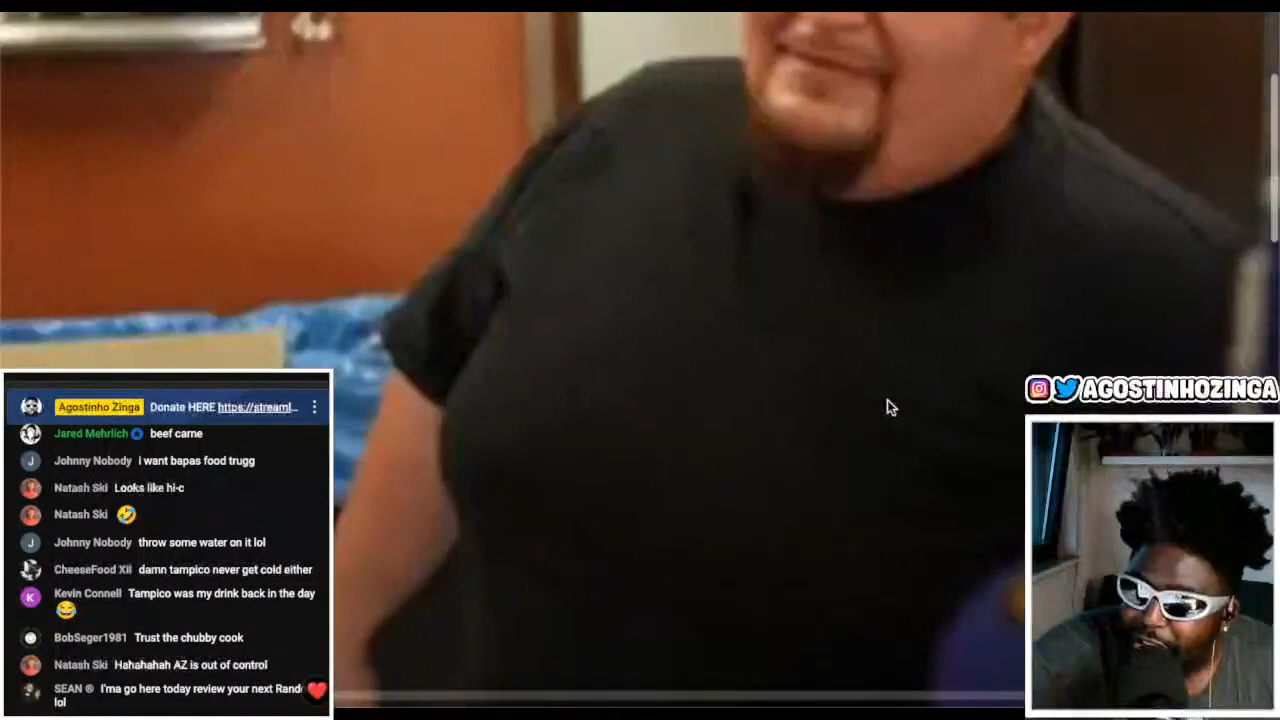 AGOSTINHOZINGA
Agostinho Zinga Donate HERE https://streaml...
Jared Mehrlich beef carne
Johnny Nobody i want bapas food trugg
Natash Ski Looks like hi-c
Natash Ski
Johnny Nobody throw some water on it lol
CheeseFood XII damn tampico never get cold either
Kevin Connell Tampico was my drink back in the day
BobSeger1981 Trust the chubby cook
Natash Ski Hahahahah AZ is out of control
SEAN ® I'ma go here today review your next Rand
lol